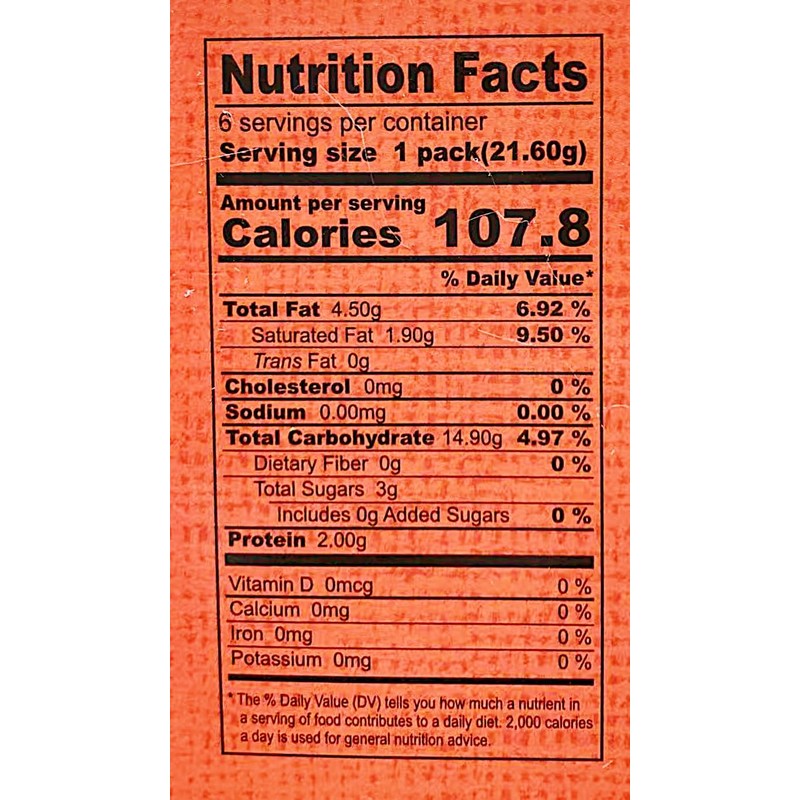 Nutrition Facts
6 servings per container
Serving size 1 pack(21.60g)
Amount per serving
Calories 107.8
% Daily Value*
Total Fat 4.50g 6.92 %
Saturated Fat 1.90g 9.50 %
Trans Fat 0g
Cholesterol 0mg 0 %
Sodium 0.00mg 0.00 %
Total Carbohydrate 14.90g 4.97 %
Dietary Fiber 0g 0 %
Total Sugars 3g
Includes 0g Added Sugars 0 %
Protein 2.00g
Vitamin D 0mcg 0 %
Calcium 0mg 0 %
Iron 0mg 0 %
Potassium 0mg 0 %
* The % Daily Value (DV) tells you how much a nutrient in
a serving of food contributes to a daily diet. 2,000 calories
a day is used for general nutrition advice.